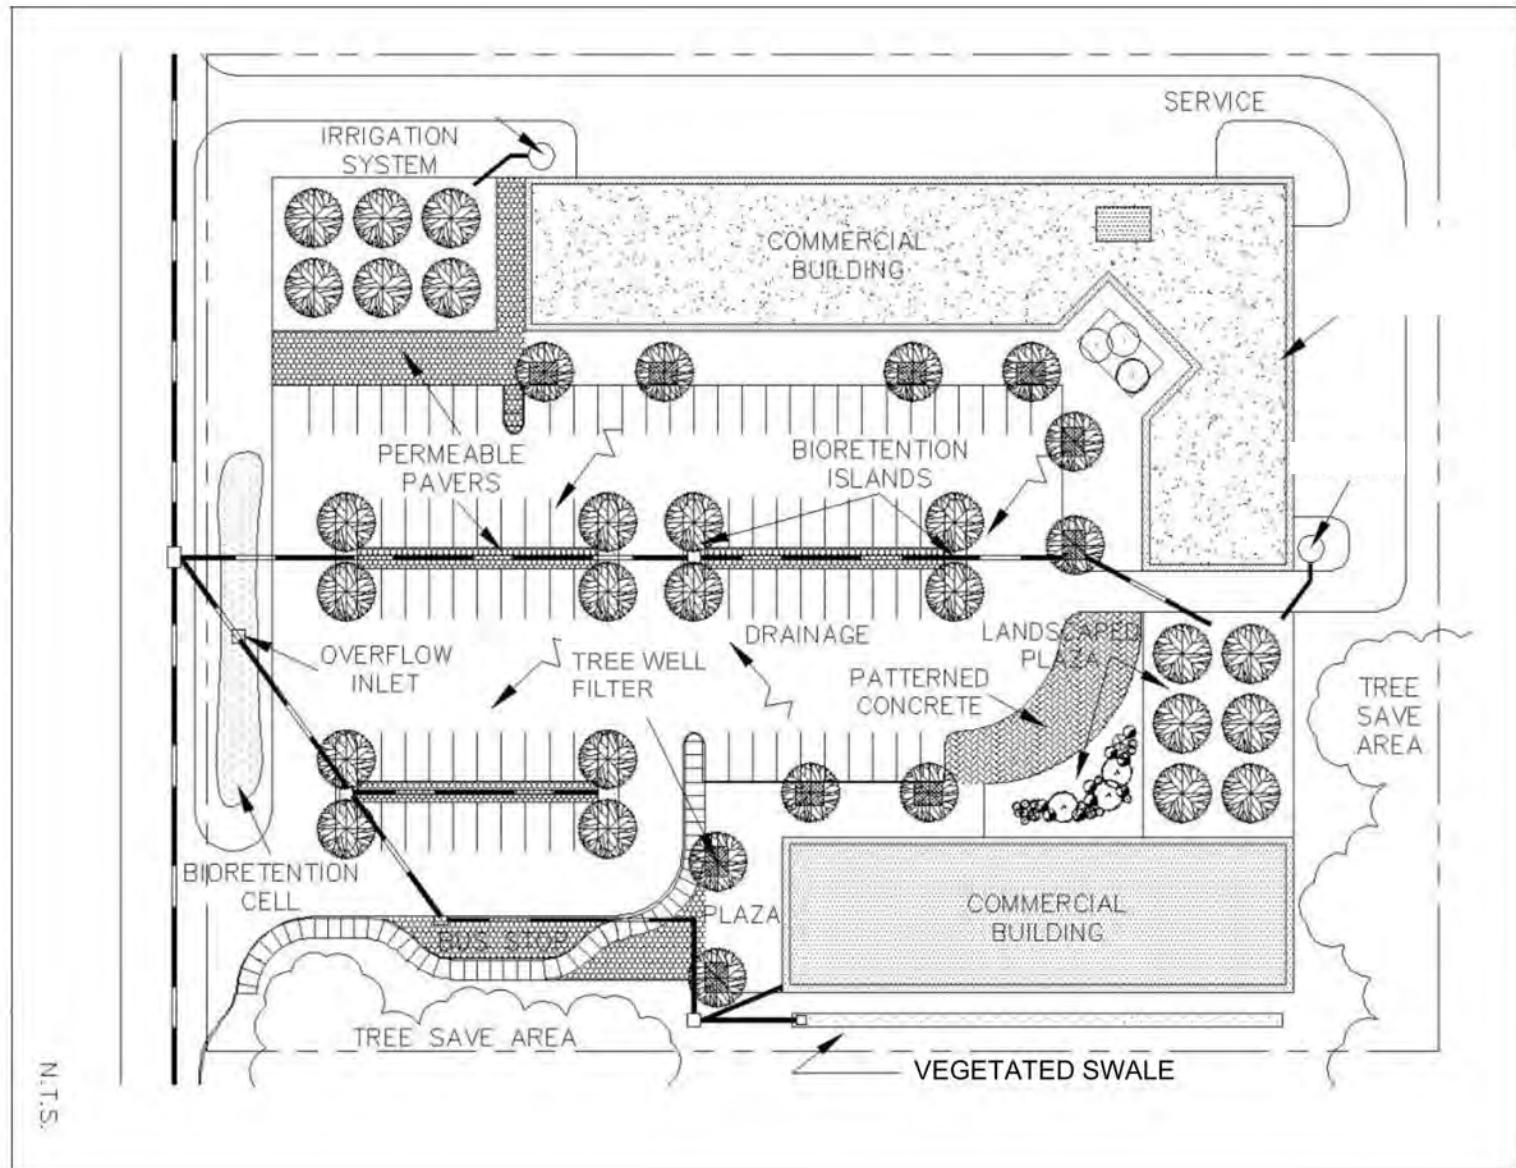 SERVICE
IRRIGATION
SYSTEM
COMMERCIAL
BUILDING
PERMEABLE
PAVERS
BIORETENTION
ISLANDS
OVERFLOW
INLET
TREE WELL
FILTER
DRAINAGE
LANDSCAPED
PLAZA
PATTERNED
CONCRETE
TREE
SAVE
AREA
BIORETENTION
CELL
BUS STOP
PLAZA
COMMERCIAL
BUILDING
TREE SAVE AREA
VEGETATED SWALE
N.T.S.